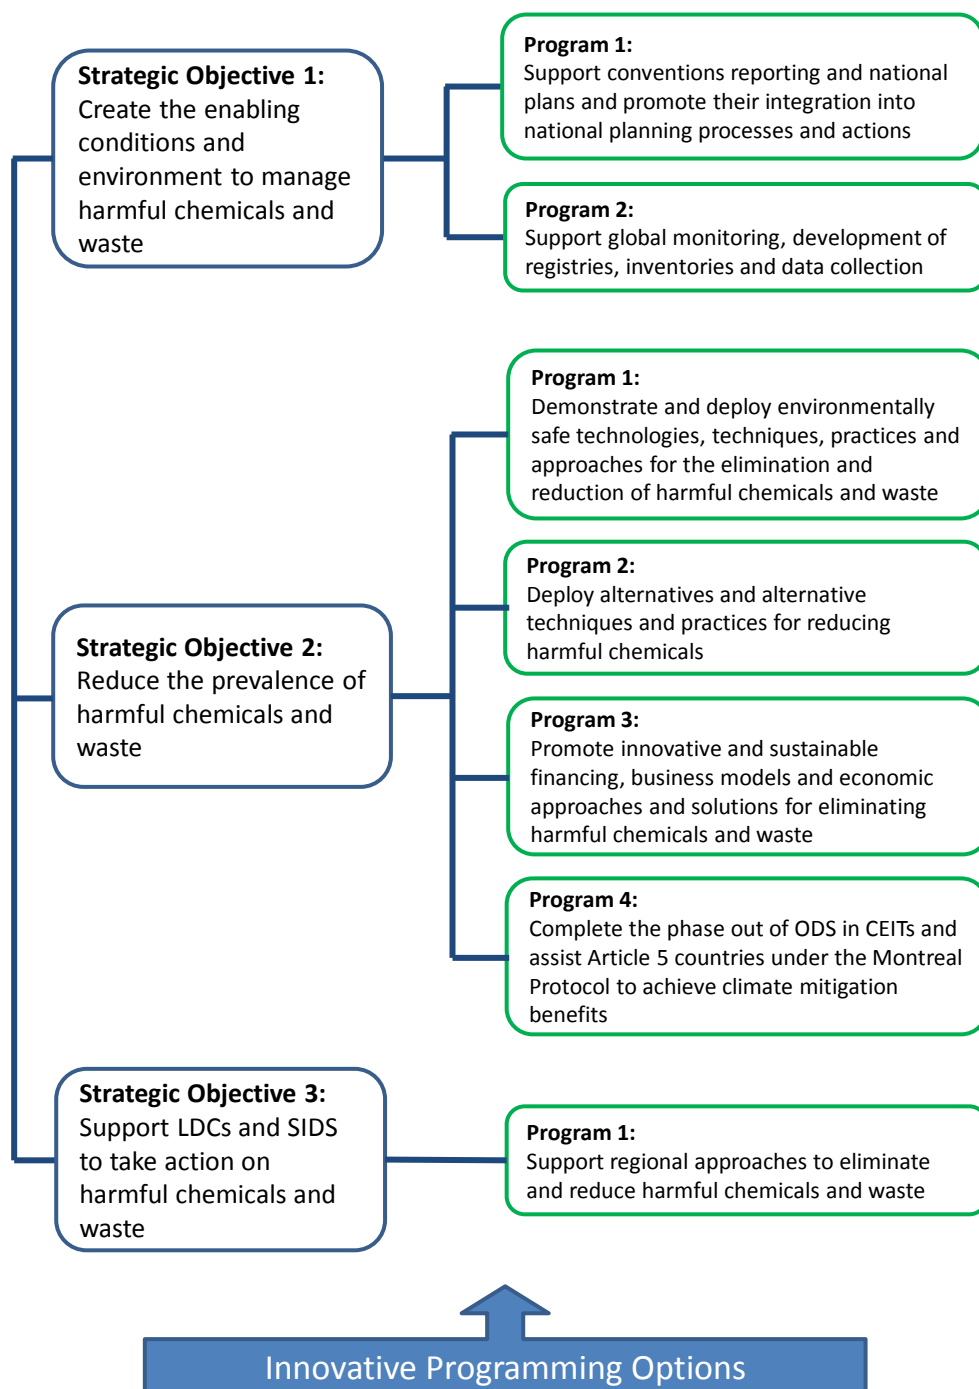 Strategic Objective 1:
Create the enabling
conditions and
environment to manage
harmful chemicals and
waste
Program 1:
Support conventions reporting and national
plans and promote their integration into
national planning processes and actions
Program 2:
Support global monitoring, development of
registries, inventories and data collection
Strategic Objective 2:
Reduce the prevalence of
harmful chemicals and
waste
Program 1:
Demonstrate and deploy environmentally
safe technologies, techniques, practices and
approaches for the elimination and
reduction of harmful chemicals and waste
Program 2:
Deploy alternatives and alternative
techniques and practices for reducing
harmful chemicals
Program 3:
Promote innovative and sustainable
financing, business models and economic
approaches and solutions for eliminating
harmful chemicals and waste
Program 4:
Complete the phase out of ODS in CEITs and
assist Article 5 countries under the Montreal
Protocol to achieve climate mitigation
benefits
Strategic Objective 3:
Support LDCs and SIDS
to take action on
harmful chemicals and
waste
Program 1:
Support regional approaches to eliminate
and reduce harmful chemicals and waste
Innovative Programming Options